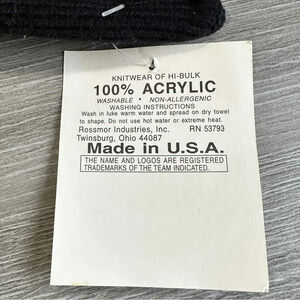 KNITWEAR OF HI-BULK
100% ACRYLIC
WASHABLE * NON-ALLERGENIC
WASHING INSTRUCTIONS
Wash in luke warm water and spread on dry towel
to shape. Do not use hot water or extreme heat.
Rossmor Industries, Inc. RN 53793
Twinsburg, Ohio 44087
Made in U.S.A.
THE NAME AND LOGOS ARE REGISTERED
TRADEMARKS OF THE TEAM INDICATED.